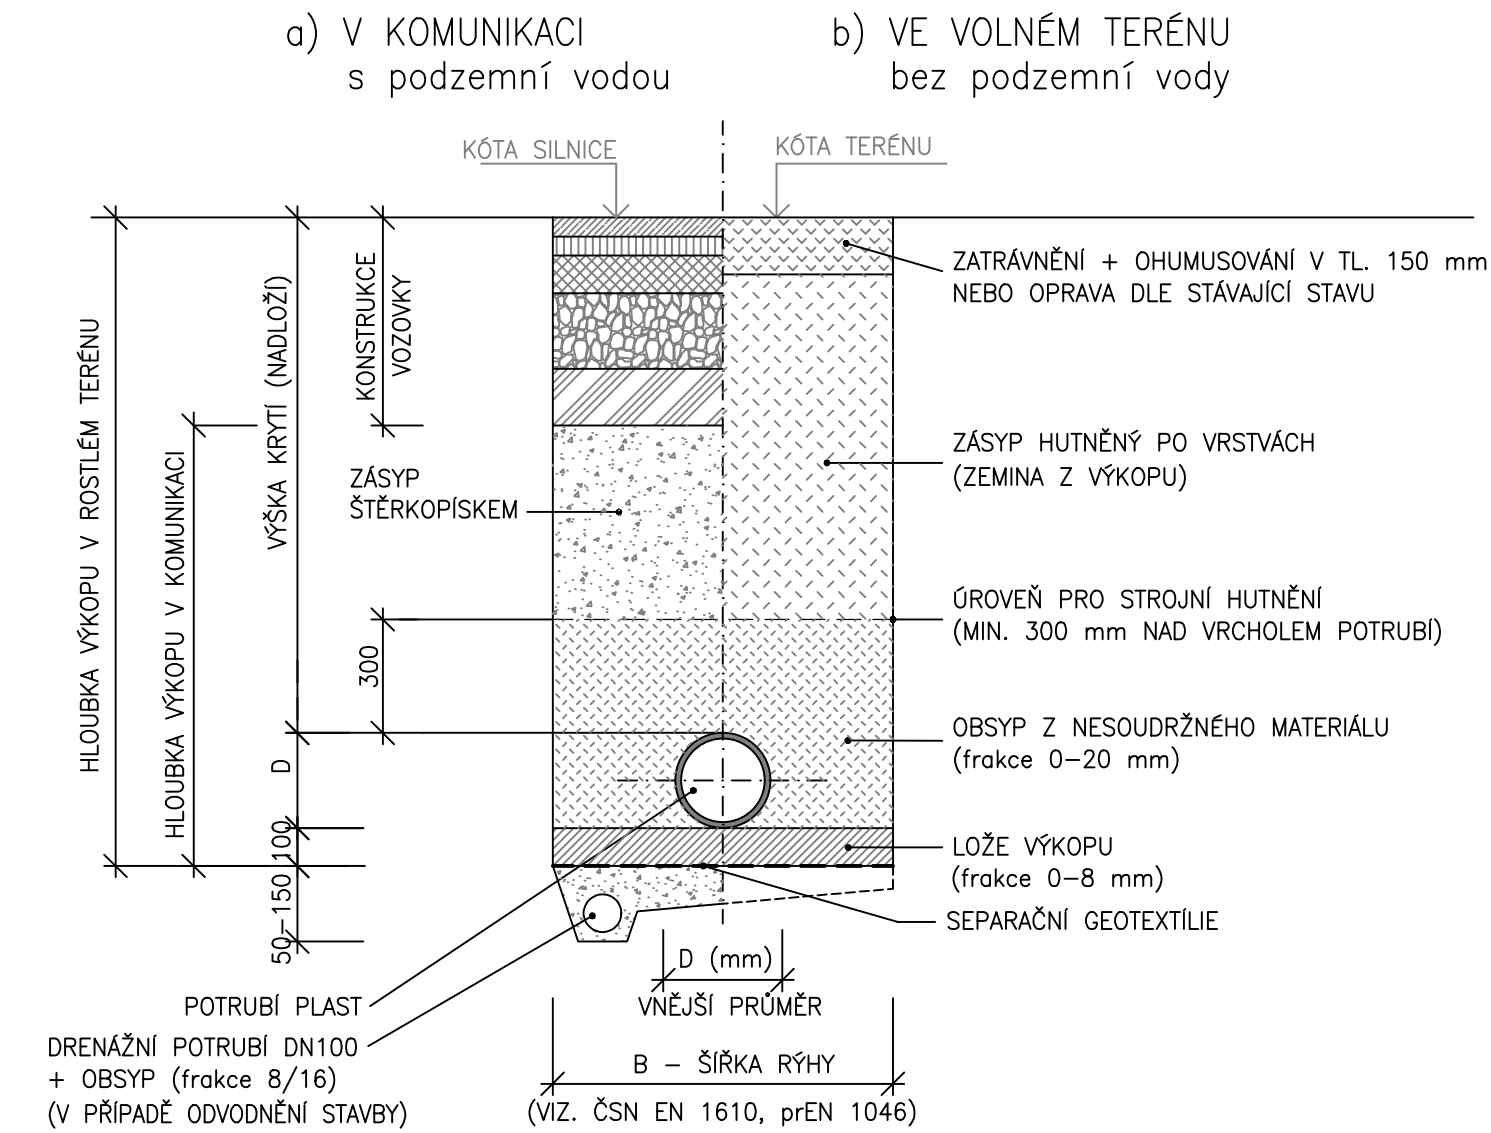 a) V KOMUNIKACI
s podzemní vodou
b) VE VOLNÉM TERÉNU
bez podzemní vody
KÓTA SILNICE
KÓTA TERÉNU
HLOUBKA VÝKOPU V ROSTLÉM TERÉNU
HLOUBKA VÝKOPU V KOMUNIKACI
VÝŠKA KRYTÍ (NADLOŽÍ)
KONSTRUKCE
VOZOVKY
ZÁSYP
ŠTĚRKOPÍSKEM
300
D
100
50-150
ZATRÁVNĚNÍ + OHUMUSOVÁNÍ V TL. 150 mm
NEBO OPRAVA DLE STÁVAJÍCÍ STAVU
ZÁSYP HUTNĚNÝ PO VRSTVÁCH
(ZEMINA Z VÝKOPU)
ÚROVEŇ PRO STROJNÍ HUTNĚNÍ
(MIN. 300 mm NAD VRCHOLEM POTRUBÍ)
OBSYP Z NESOUDRŽNÉHO MATERIÁLU
(frakce 0-20 mm)
LOŽE VÝKOPU
(frakce 0-8 mm)
SEPARAČNÍ GEOTEXTÍLIE
D (mm)
VNĚJŠÍ PRŮMĚR
POTRUBÍ PLAST
DRENÁŽNÍ POTRUBÍ DN100
+ OBSYP (frakce 8/16)
(V PŘÍPADĚ ODVODNĚNÍ STAVBY)
B - ŠÍŘKA RÝHY
(VIZ. ČSN EN 1610, prEN 1046)